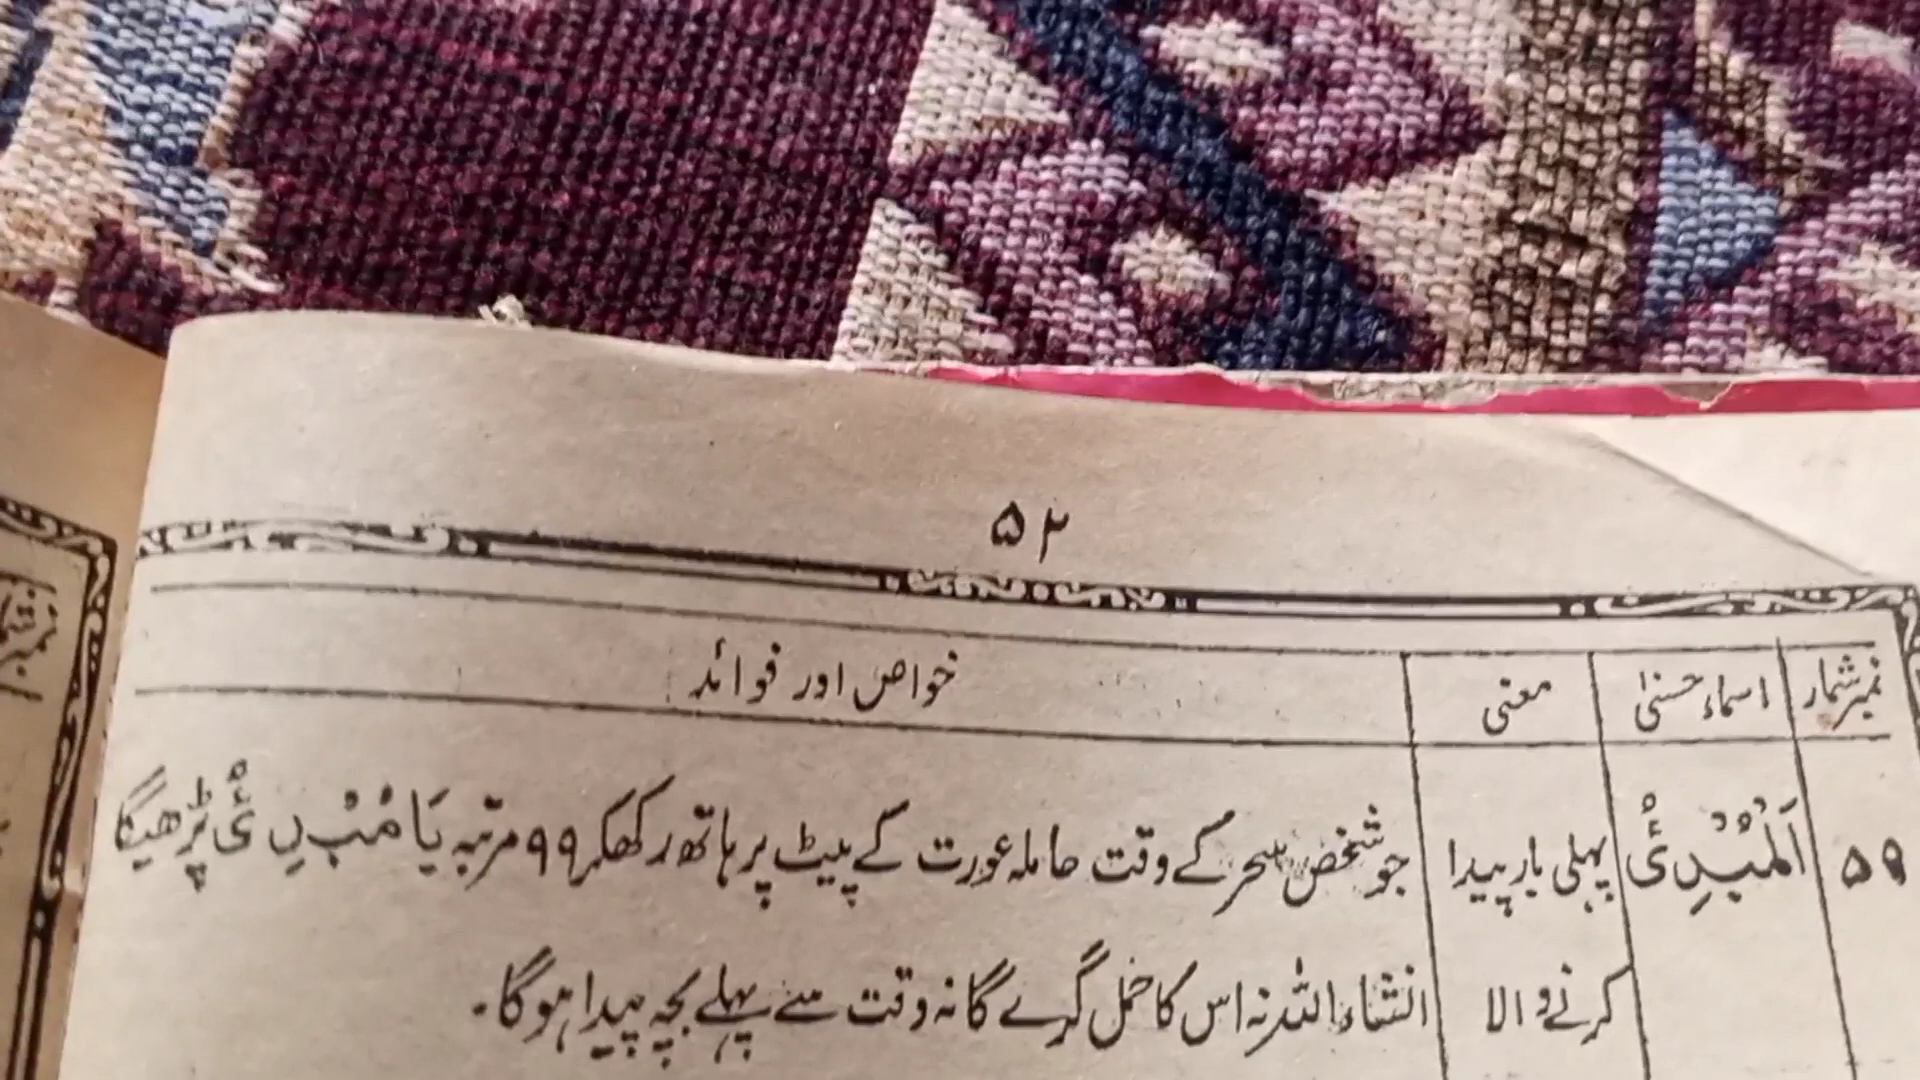 ۵۲
نمبر شمار اسماء حسنیٰ معنی خواص اور فوائد
۵۹ اَلْمُبْدِئُ پہلی بار پیدا جو شخص سحر کے وقت حاملہ عورت کے پیٹ پر ہاتھ رکھکر ۹۹ مرتبہ یَا مُبْدِئُ پڑھیگا
کرنے والا انشاء اللہ نہ اس کا حمل گرے گا نہ وقت سے پہلے بچہ پیدا ہوگا۔